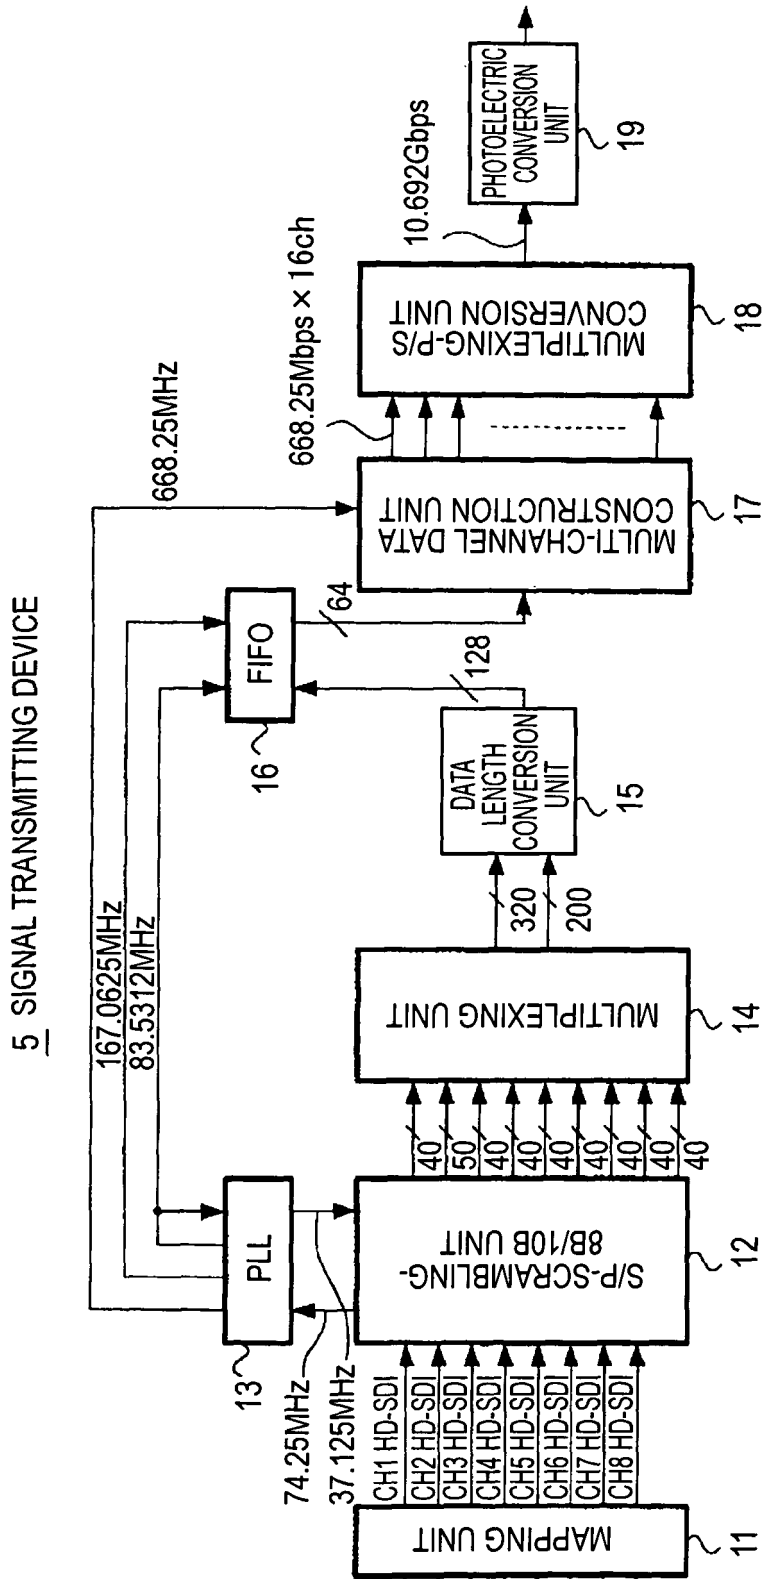 5 SIGNAL TRANSMITTING DEVICE
668.25MHz
167.0625MHz
83.5312MHz
PLL
13
74.25MHz
37.125MHz
FIFO
16
64
128
MAPPING UNIT
11
CH1 HD-SDI
CH2 HD-SDI
CH3 HD-SDI
CH4 HD-SDI
CH5 HD-SDI
CH6 HD-SDI
CH7 HD-SDI
CH8 HD-SDI
S/P-SCRAMBLING-
8B/10B UNIT
12
40
50
40
40
40
40
40
40
40
MULTIPLEXING UNIT
14
320
200
DATA
LENGTH
CONVERSION
UNIT
15
MULTI-CHANNEL DATA
CONSTRUCTION UNIT
17
668.25Mbps × 16ch
MULTIPLEXING-P/S
CONVERSION UNIT
18
10.692Gbps
PHOTOELECTRIC
CONVERSION
UNIT
19